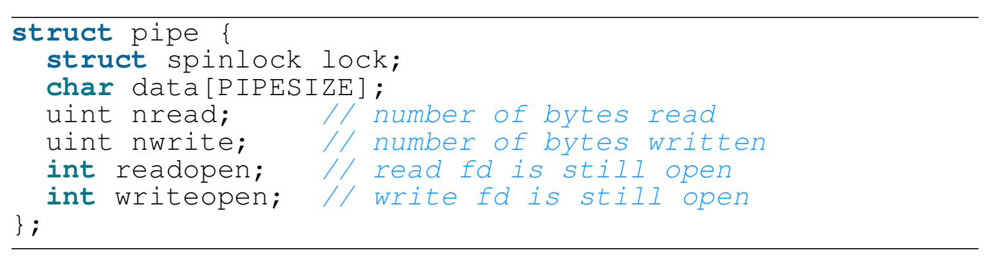 struct pipe {
  struct spinlock lock;
  char data[PIPESIZE];
  uint nread;     // number of bytes read
  uint nwrite;    // number of bytes written
  int readopen;   // read fd is still open
  int writeopen;  // write fd is still open
};